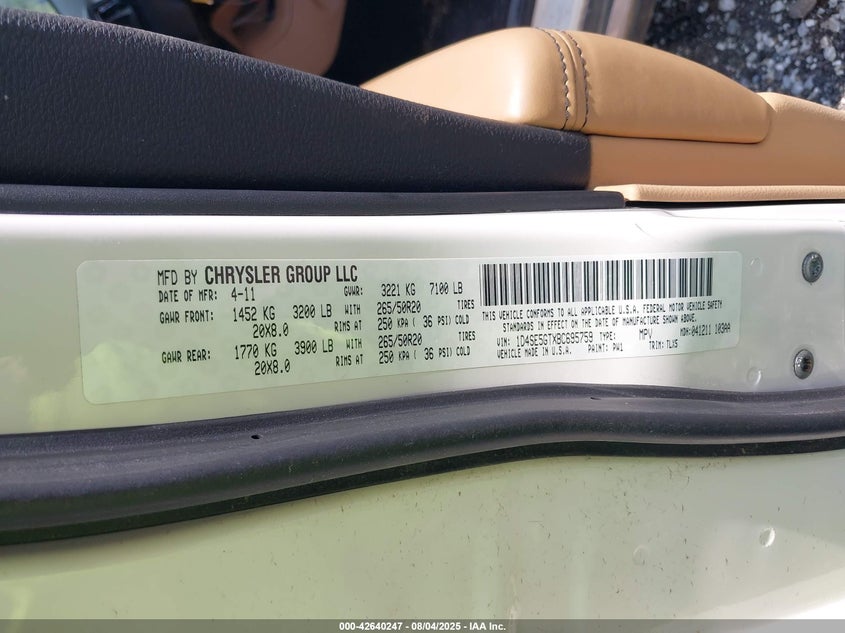 MFD BY CHRYSLER GROUP LLC
DATE OF MFR: 4-11 GVWR: 3221 KG 7100 LB
GAWR FRONT: 1452 KG 3200 LB WITH 265/50R20 TIRES
20X8.0 RIMS AT 250 KPA ( 36 PSI) COLD
GAWR REAR: 1770 KG 3900 LB WITH 265/50R20 TIRES
20X8.0 RIMS AT 250 KPA ( 36 PSI) COLD
THIS VEHICLE CONFORMS TO ALL APPLICABLE U.S.A. FEDERAL MOTOR VEHICLE SAFETY
STANDARDS IN EFFECT ON THE DATE OF MANUFACTURE SHOWN ABOVE.
VIN: 1D4SE5GTXBC695759 TYPE: MPV MDH: 041211 103AA
VEHICLE MADE IN U.S.A. PAINT: PW1 TRIM: TLX5
000-42640247 - 08/04/2025 - IAA Inc.